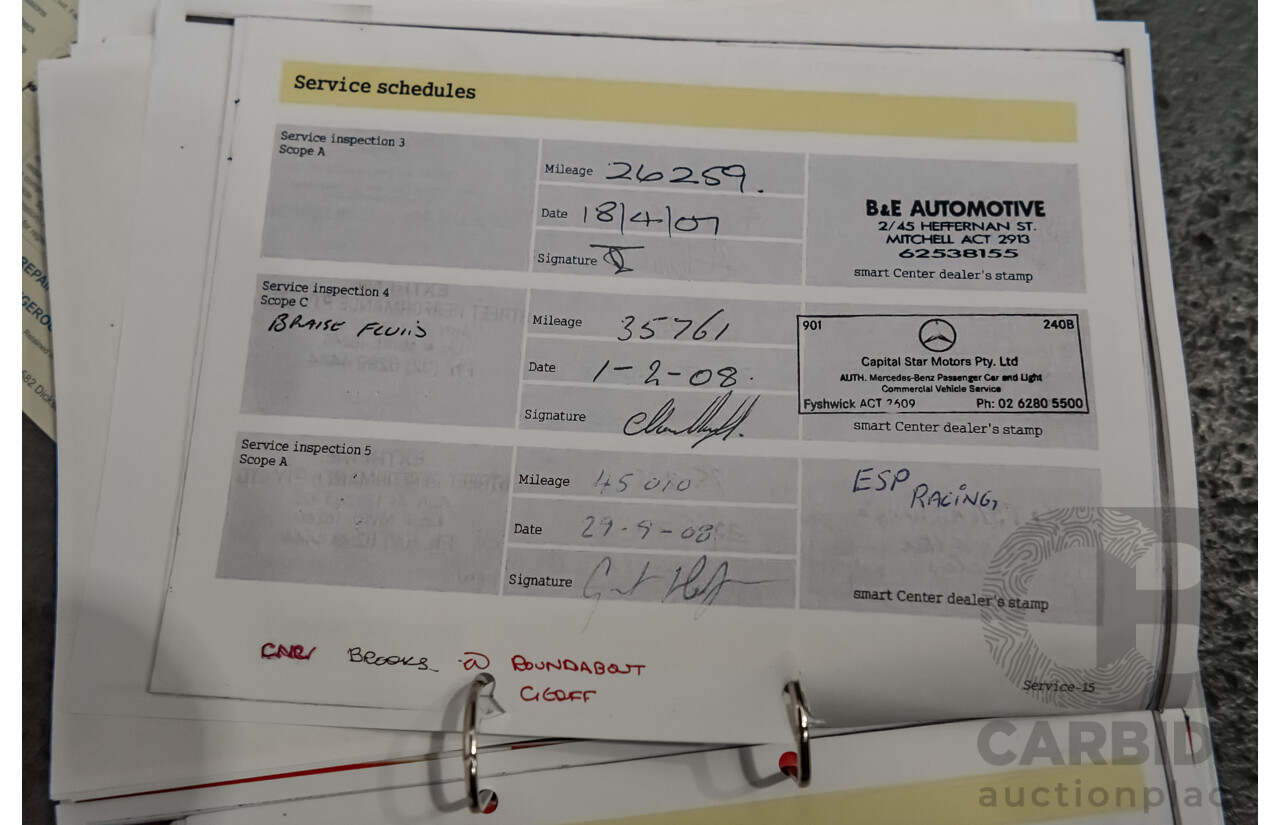 Service schedules
Service inspection 3
Scope A
Mileage 26259.
Date 18/4/07
Signature
B&E AUTOMOTIVE
2/45 HEFFERNAN ST.
MITCHELL ACT 2913
62538155
smart Center dealer's stamp
Service inspection 4
Scope C
BRAKE FLUID
Mileage 35761
Date 1-2-08.
Signature
901 240B
Capital Star Motors Pty. Ltd
AUTH. Mercedes-Benz Passenger Car and Light
Commercial Vehicle Service
Fyshwick ACT 2609 Ph: 02 6280 5500
smart Center dealer's stamp
Service inspection 5
Scope A
Mileage 45010
Date 29-9-08
Signature
ESP RACING,
smart Center dealer's stamp
CNR BROOKS @ ROUNDABOUT
GEOFF
Service-15
CARBID
auctionplac